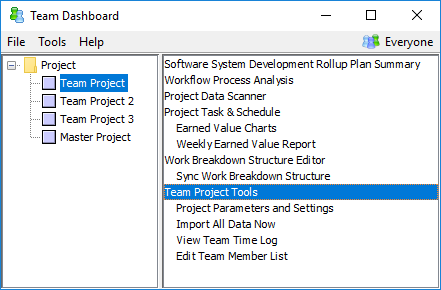 Team Dashboard
File Tools Help Everyone
Project
Team Project
Team Project 2
Team Project 3
Master Project
Software System Development Rollup Plan Summary
Workflow Process Analysis
Project Data Scanner
Project Task & Schedule
Earned Value Charts
Weekly Earned Value Report
Work Breakdown Structure Editor
Sync Work Breakdown Structure
Team Project Tools
Project Parameters and Settings
Import All Data Now
View Team Time Log
Edit Team Member List